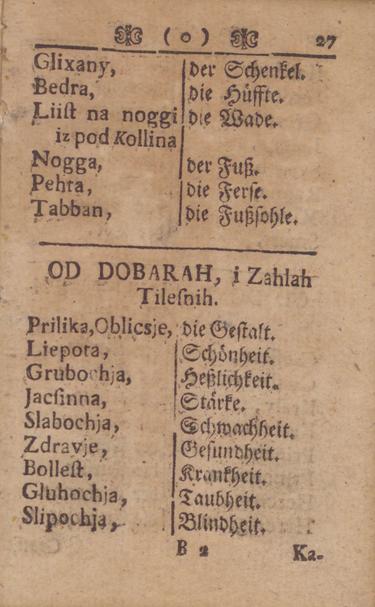 ( o ) 27
Glixany, der Schenkel.
Bedra, die Hüffte.
Liist na noggi die Wade.
iz pod Kollina
Nogga, der Fuß.
Pehta, die Ferse.
Tabban, die Fußsohle.
OD DOBARAH, i Zahlah
Tileſnih.
Prilika, Oblicsje, die Gestalt.
Liepota, Schönheit.
Grubochja, Heßlichkeit.
Jacſinna, Stärke.
Slabochja, Schwachheit.
Zdravje, Gesundheit.
Bollest, Krankheit.
Gluhochja, Taubheit.
Slipochja, Blindheit.
B 2 Ka-